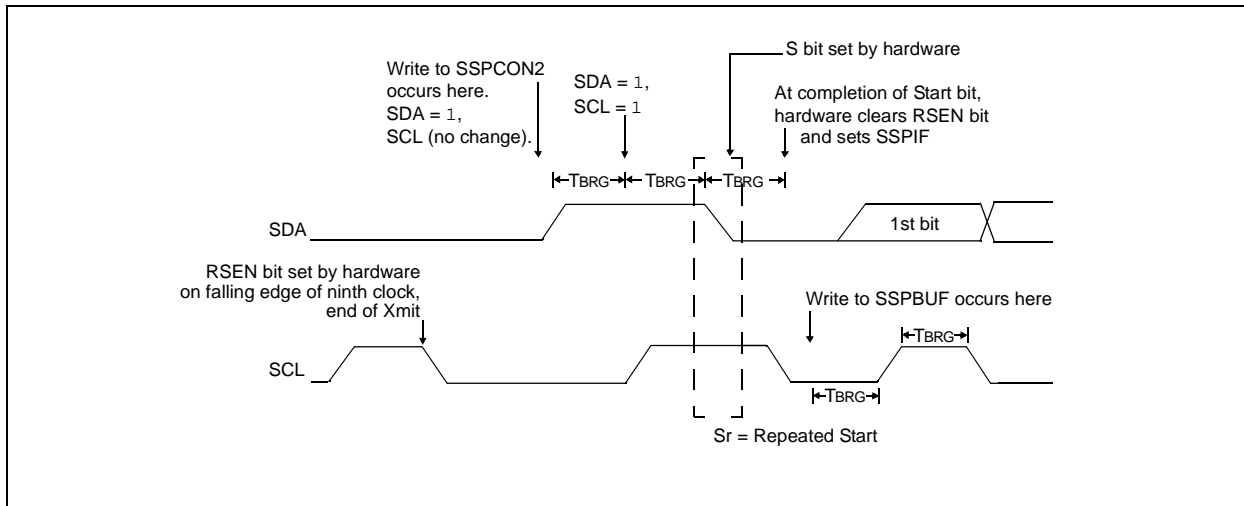 S bit set by hardware
Write to SSPCON2
occurs here.
SDA = 1,
SCL (no change).
SDA = 1,
SCL = 1
At completion of Start bit,
hardware clears RSEN bit
and sets SSPIF
TBRG
TBRG
TBRG
SDA
1st bit
RSEN bit set by hardware
on falling edge of ninth clock,
end of Xmit
Write to SSPBUF occurs here
TBRG
SCL
TBRG
Sr = Repeated Start